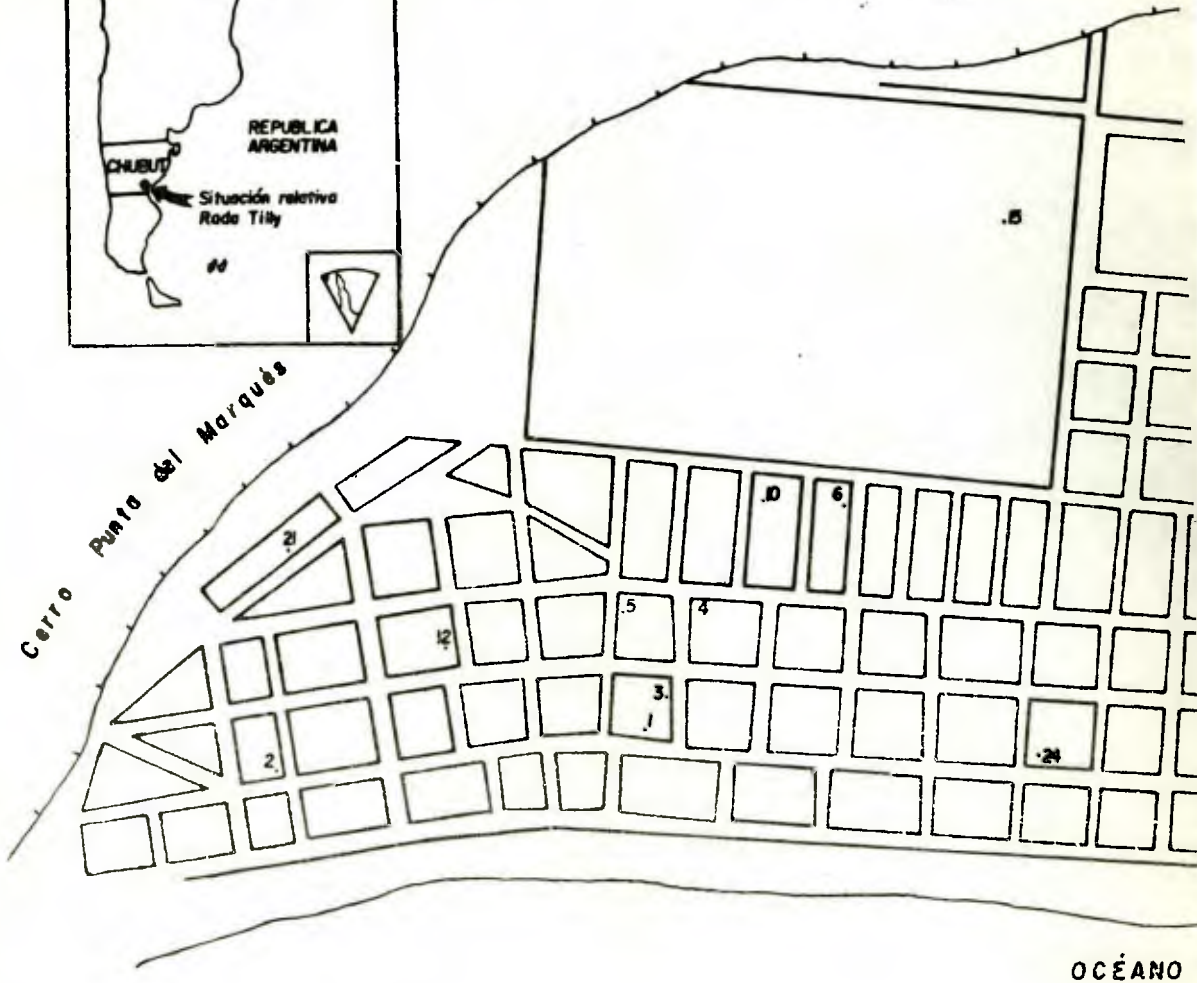 REPUBLICA
ARGENTINA
CHUBUT
Situación relativa
Rada Tilly
Cerro Punta del Marqués
.15
21
.10
6
.5
4
12
3.
.1
2
.24
OCÉANO